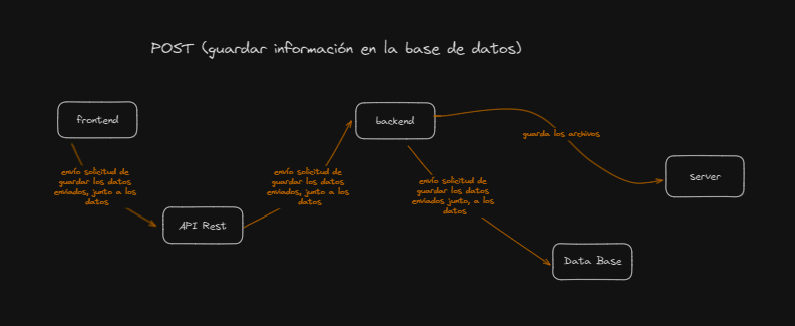 POST (guardar información en la base de datos)
frontend
backend
guarda los archivos
envío solicitud de
guardar los datos
enviados, junto a los
datos
envío solicitud de
guardar los datos
enviados, junto a los
datos
envío solicitud de
guardar los datos
enviados junto, a los
datos
Server
API Rest
Data Base